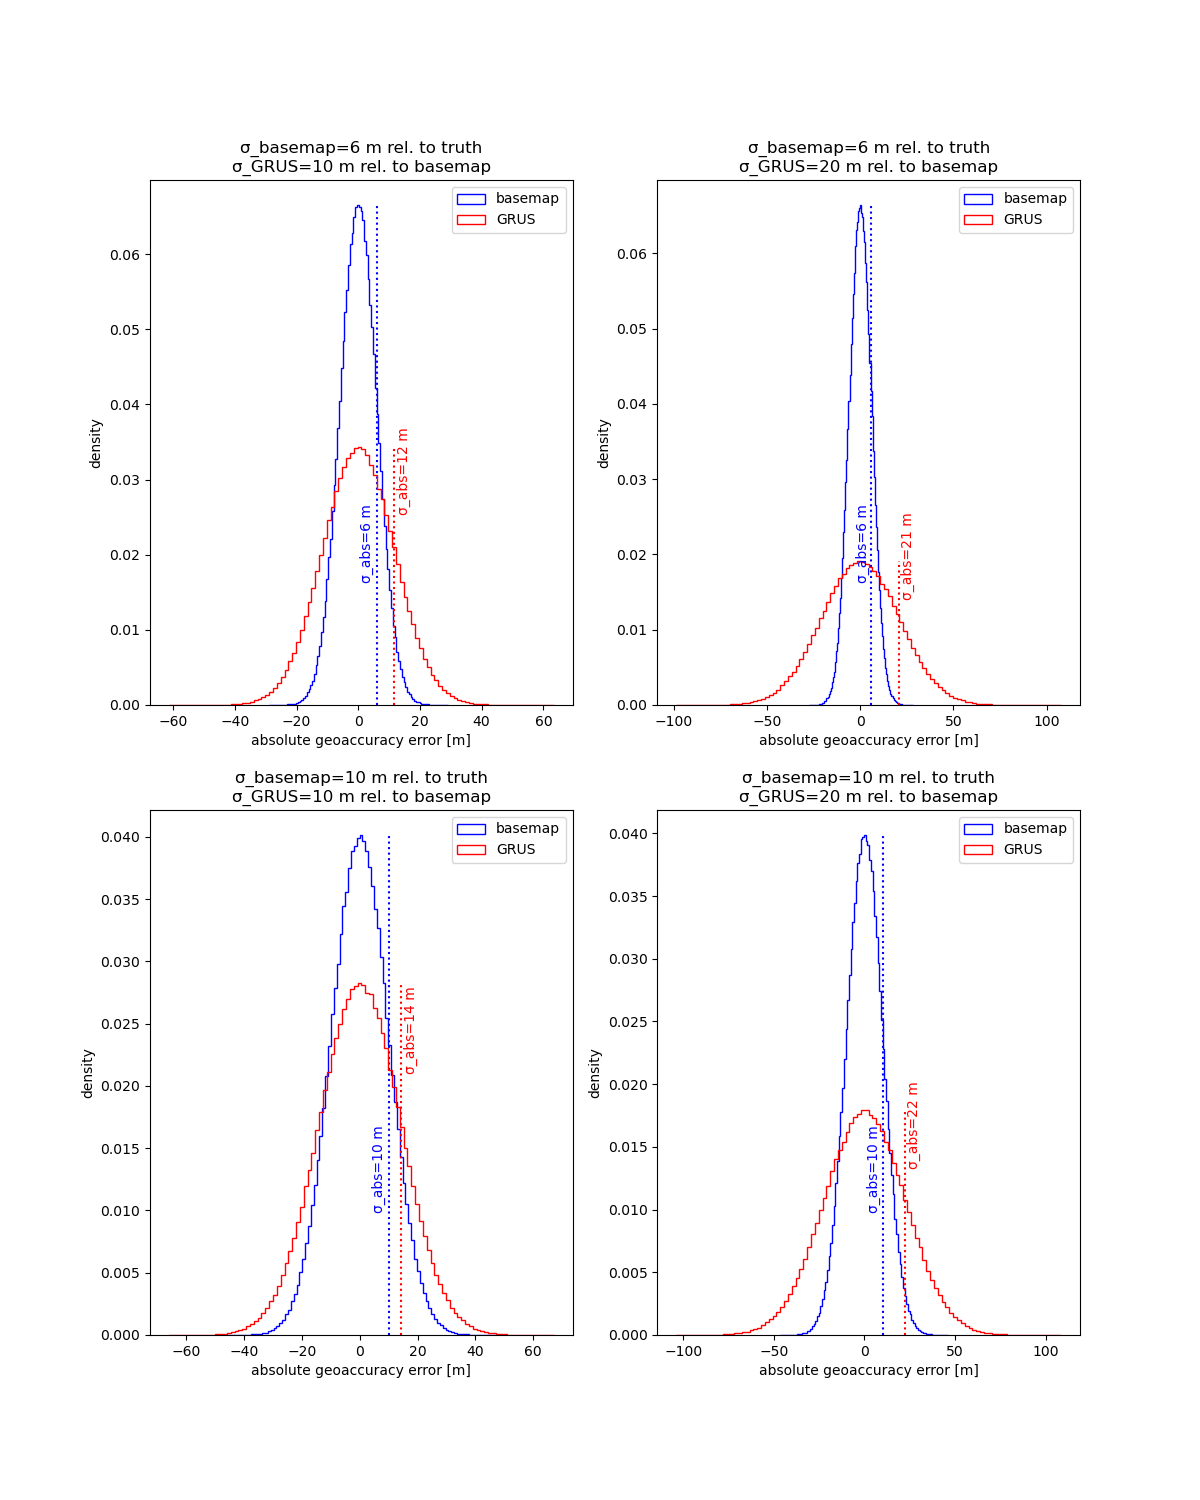 σ_basemap=6 m rel. to truth
σ_GRUS=10 m rel. to basemap
basemap
GRUS
0.06
0.05
0.04
0.03
0.02
0.01
0.00
density
σ_abs=6 m
σ_abs=12 m
−60
−40
−20
0
20
40
60
absolute geoaccuracy error [m]
σ_basemap=6 m rel. to truth
σ_GRUS=20 m rel. to basemap
basemap
GRUS
0.06
0.05
0.04
0.03
0.02
0.01
0.00
density
σ_abs=6 m
σ_abs=21 m
−100
−50
0
50
100
absolute geoaccuracy error [m]
σ_basemap=10 m rel. to truth
σ_GRUS=10 m rel. to basemap
basemap
GRUS
0.040
0.035
0.030
0.025
0.020
0.015
0.010
0.005
0.000
density
σ_abs=10 m
σ_abs=14 m
−60
−40
−20
0
20
40
60
absolute geoaccuracy error [m]
σ_basemap=10 m rel. to truth
σ_GRUS=20 m rel. to basemap
basemap
GRUS
0.040
0.035
0.030
0.025
0.020
0.015
0.010
0.005
0.000
density
σ_abs=10 m
σ_abs=22 m
−100
−50
0
50
100
absolute geoaccuracy error [m]